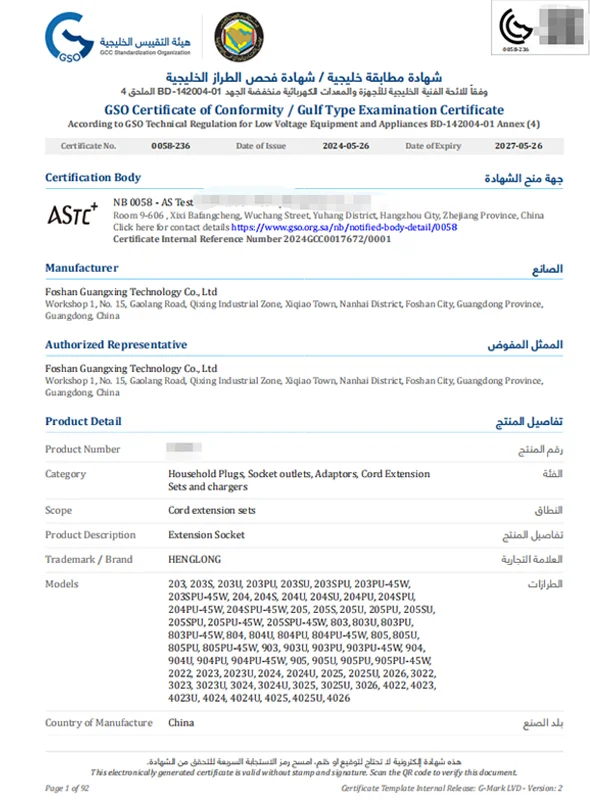 هيئة التقييس الخليجية
GCC Standardization Organization
GSO
0058-236
شهادة مطابقة خليجية / شهادة فحص الطراز الخليجية
وفقاً للائحة الفنية الخليجية للأجهزة والمعدات الكهربائية منخفضة الجهد BD-142004-01 الملحق 4
GSO Certificate of Conformity / Gulf Type Examination Certificate
According to GSO Technical Regulation for Low Voltage Equipment and Appliances BD-142004-01 Annex (4)
Certificate No. 0058-236 Date of Issue 2024-05-26 Date of Expiry 2027-05-26
Certification Body جهة منح الشهادة
ASTC+
NB 0058 - AS Test
Room 9-606 , Xixi Bafangcheng, Wuchang Street, Yuhang District, Hangzhou City, Zhejiang Province, China
Click here for contact details https://www.gso.org.sa/nb/notified-body-detail/0058
Certificate Internal Reference Number 2024GCC0017672/0001
Manufacturer الصانع
Foshan Guangxing Technology Co., Ltd
Workshop 1, No. 15, Gaolang Road, Qixing Industrial Zone, Xiqiao Town, Nanhai District, Foshan City, Guangdong Province,
Guangdong, China
Authorized Representative الممثل المفوض
Foshan Guangxing Technology Co., Ltd
Workshop 1, No. 15, Gaolang Road, Qixing Industrial Zone, Xiqiao Town, Nanhai District, Foshan City, Guangdong Province,
Guangdong, China
Product Detail تفاصيل المنتج
Product Number رقم المنتج
Category Household Plugs, Socket outlets, Adaptors, Cord Extension الفئة
Sets and chargers
Scope Cord extension sets النطاق
Product Description Extension Socket تفاصيل المنتج
Trademark / Brand HENGLONG العلامة التجارية
Models 203, 203S, 203U, 203PU, 203SU, 203SPU, 203PU-45W, الطرازات
203SPU-45W, 204, 204S, 204U, 204SU, 204PU, 204SPU,
204PU-45W, 204SPU-45W, 205, 205S, 205U, 205PU, 205SU,
205SPU, 205PU-45W, 205SPU-45W, 803, 803U, 803PU,
803PU-45W, 804, 804U, 804PU, 804PU-45W, 805, 805U,
805PU, 805PU-45W, 903, 903U, 903PU, 903PU-45W, 904,
904U, 904PU, 904PU-45W, 905, 905U, 905PU, 905PU-45W,
2022, 2023, 2023U, 2024, 2024U, 2025, 2025U, 2026, 3022,
3023, 3023U, 3024, 3024U, 3025, 3025U, 3026, 4022, 4023,
4023U, 4024, 4024U, 4025, 4025U, 4026
Country of Manufacture China بلد الصنع
هذه شهادة إلكترونية لا تحتاج لتوقيع أو ختم، امسح رمز الاستجابة السريعة للتحقق من الشهادة.
This electronically generated certificate is valid without stamp and signature. Scan the QR code to verify this document.
Page 1 of 92 Certificate Template Internal Release: G-Mark LVD - Version: 2